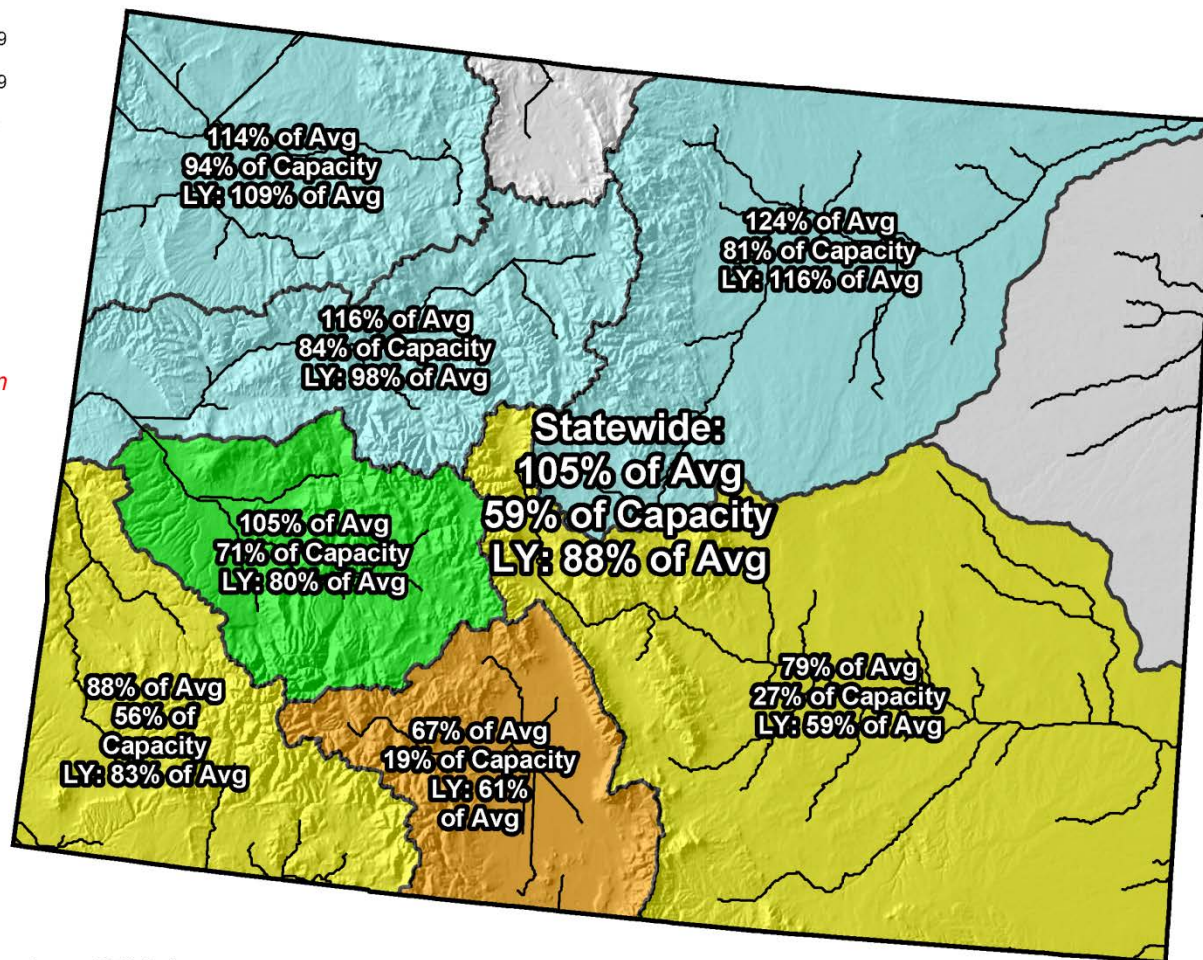 9
9
n
114% of Avg
94% of Capacity
LY: 109% of Avg
124% of Avg
81% of Capacity
LY: 116% of Avg
116% of Avg
84% of Capacity
LY: 98% of Avg
Statewide:
105% of Avg
59% of Capacity
LY: 88% of Avg
105% of Avg
71% of Capacity
LY: 80% of Avg
88% of Avg
56% of
Capacity
LY: 83% of Avg
67% of Avg
19% of Capacity
LY: 61%
of Avg
79% of Avg
27% of Capacity
LY: 59% of Avg